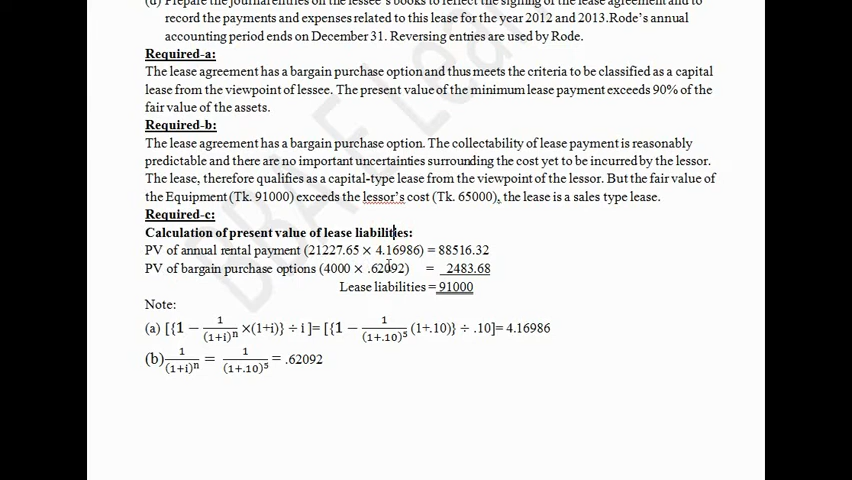 (d) Prepare the journal entries on the lessee's books to reflect the signing of the lease agreement and to
record the payments and expenses related to this lease for the year 2012 and 2013.Rode's annual
accounting period ends on December 31. Reversing entries are used by Rode.
Required-a:
The lease agreement has a bargain purchase option and thus meets the criteria to be classified as a capital
lease from the viewpoint of lessee. The present value of the minimum lease payment exceeds 90% of the
fair value of the assets.
Required-b:
The lease agreement has a bargain purchase option. The collectability of lease payment is reasonably
predictable and there are no important uncertainties surrounding the cost yet to be incurred by the lessor.
The lease, therefore qualifies as a capital-type lease from the viewpoint of the lessor. But the fair value of
the Equipment (Tk. 91000) exceeds the lessor's cost (Tk. 65000), the lease is a sales type lease.
Required-c:
Calculation of present value of lease liabilities:
PV of annual rental payment (21227.65 × 4.16986) = 88516.32
PV of bargain purchase options (4000 × .62092) = 2483.68
Lease liabilities = 91000
Note:
(a) [{1 − 1/(1+i)ⁿ ×(1+i)} ÷ i ]= [{1 − 1/(1+.10)⁵ (1+.10)} ÷ .10]= 4.16986
(b) 1/(1+i)ⁿ = 1/(1+.10)⁵ = .62092